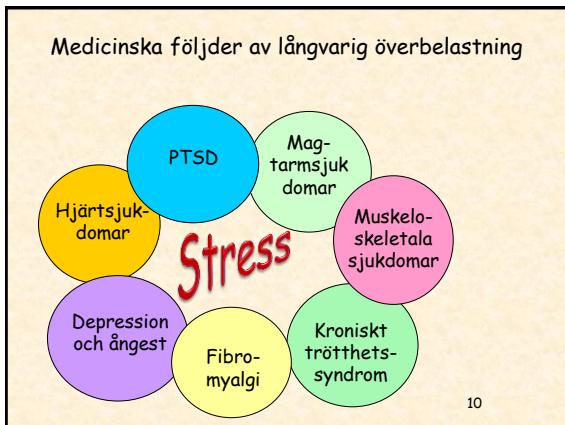 Medicinska följder av långvarig överbelastning
PTSD
Mag-
tarmsjuk
domar
Hjärtsjuk-
domar
Muskelo-
skeletala
sjukdomar
Stress
Depression
och ångest
Fibro-
myalgi
Kroniskt
trötthets-
syndrom
10